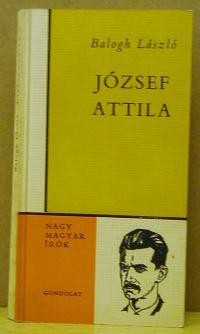 Balogh László
JÓZSEF
ATTILA
NAGY
MAGYAR
ÍRÓK
GONDOLAT